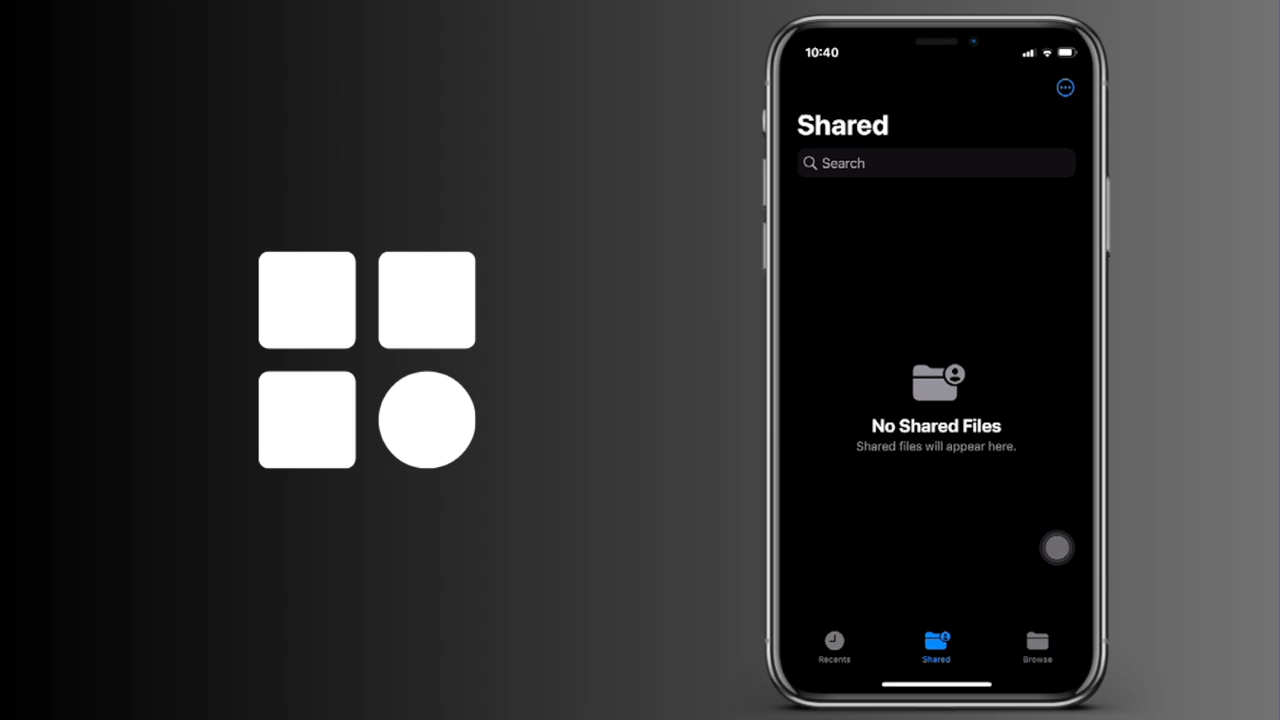 10:40
Shared
Search
No Shared Files
Shared files will appear here.
Recents
Shared
Browse